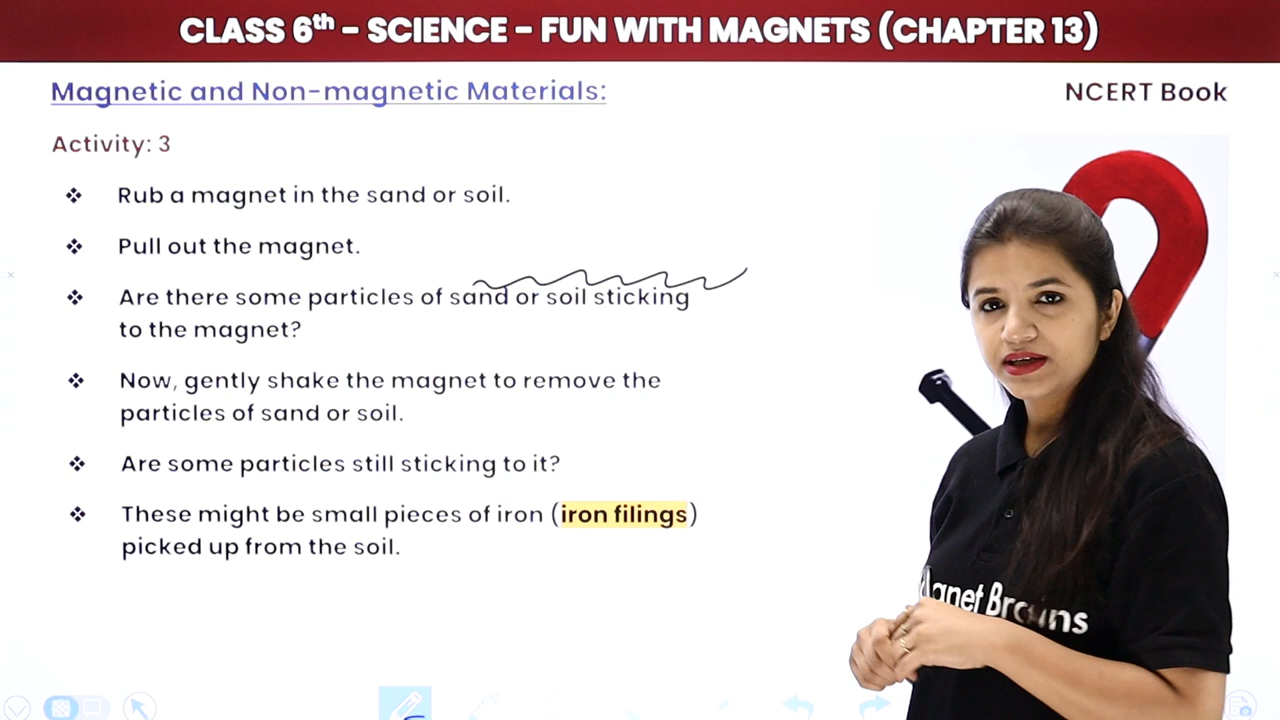 CLASS 6th – SCIENCE – FUN WITH MAGNETS (CHAPTER 13)
Magnetic and Non-magnetic Materials:
NCERT Book
Activity: 3
❖ Rub a magnet in the sand or soil.
❖ Pull out the magnet.
❖ Are there some particles of sand or soil sticking
to the magnet?
❖ Now, gently shake the magnet to remove the
particles of sand or soil.
❖ Are some particles still sticking to it?
❖ These might be small pieces of iron (iron filings)
picked up from the soil.